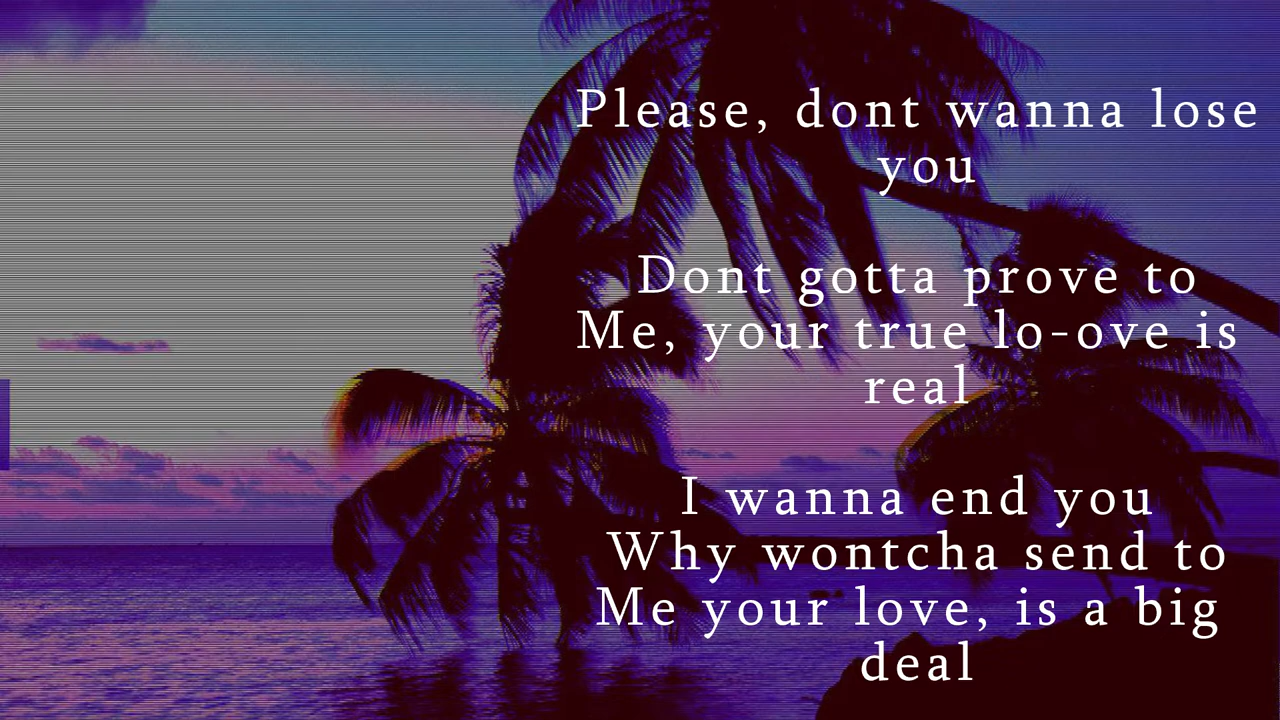 Please, dont wanna lose
you
Dont gotta prove to
Me, your true lo-ove is
real
I wanna end you
Why wontcha send to
Me your love, is a big
deal